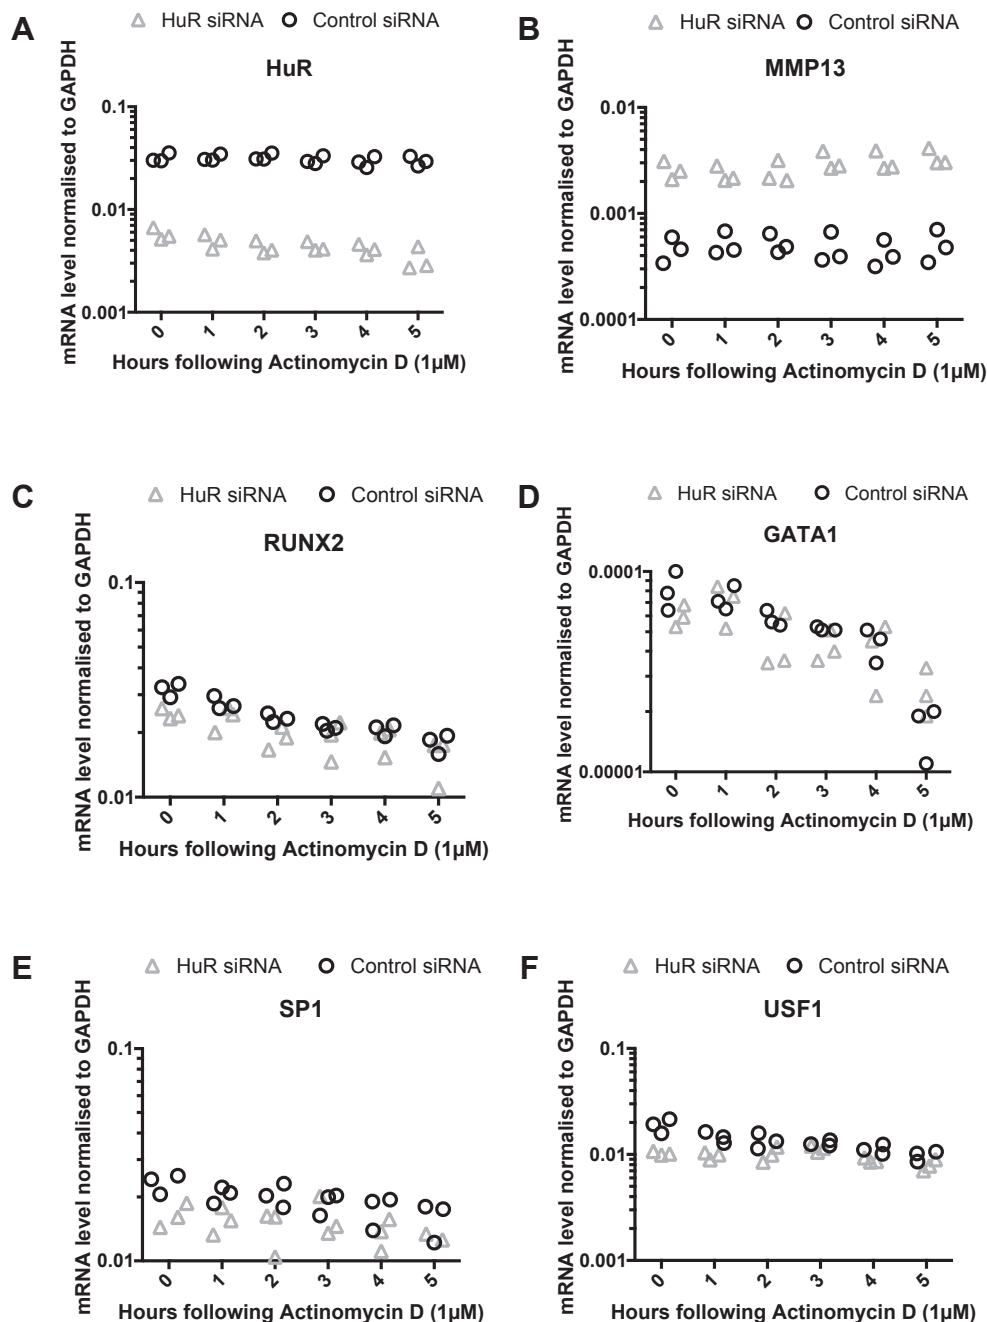 A
HuR siRNA Control siRNA
HuR
mRNA level normalised to GAPDH
0.1
0.01
0.001
0 1 2 3 4 5
Hours following Actinomycin D (1µM)
B
HuR siRNA Control siRNA
MMP13
mRNA level normalised to GAPDH
0.01
0.001
0.0001
0 1 2 3 4 5
Hours following Actinomycin D (1µM)
C
HuR siRNA Control siRNA
RUNX2
mRNA level normalised to GAPDH
0.1
0.01
0 1 2 3 4 5
Hours following Actinomycin D (1µM)
D
HuR siRNA Control siRNA
GATA1
mRNA level normalised to GAPDH
0.0001
0.00001
0 1 2 3 4 5
Hours following Actinomycin D (1µM)
E
HuR siRNA Control siRNA
SP1
mRNA level normalised to GAPDH
0.1
0.01
0 1 2 3 4 5
Hours following Actinomycin D (1µM)
F
HuR siRNA Control siRNA
USF1
mRNA level normalised to GAPDH
0.1
0.01
0.001
0 1 2 3 4 5
Hours following Actinomycin D (1µM)